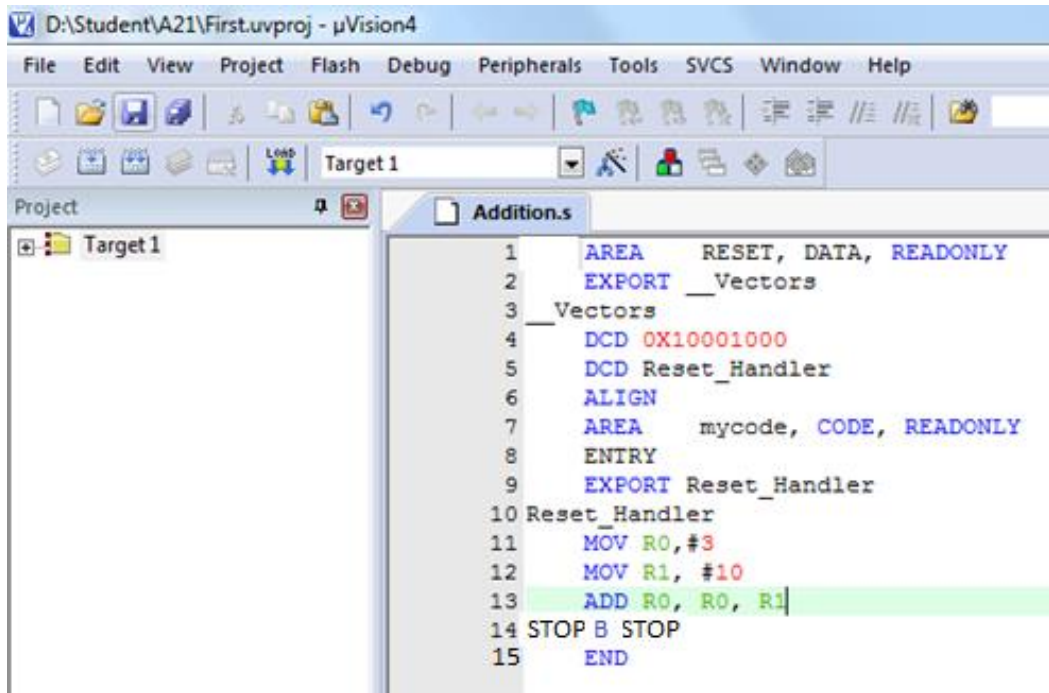 D:\Student\A21\First.uvproj - µVision4
File Edit View Project Flash Debug Peripherals Tools SVCS Window Help
LOAD Target 1
Project
Addition.s
Target 1
1 AREA RESET, DATA, READONLY
2 EXPORT __Vectors
3 __Vectors
4 DCD 0X10001000
5 DCD Reset_Handler
6 ALIGN
7 AREA mycode, CODE, READONLY
8 ENTRY
9 EXPORT Reset_Handler
10 Reset_Handler
11 MOV R0,#3
12 MOV R1, #10
13 ADD R0, R0, R1
14 STOP B STOP
15 END